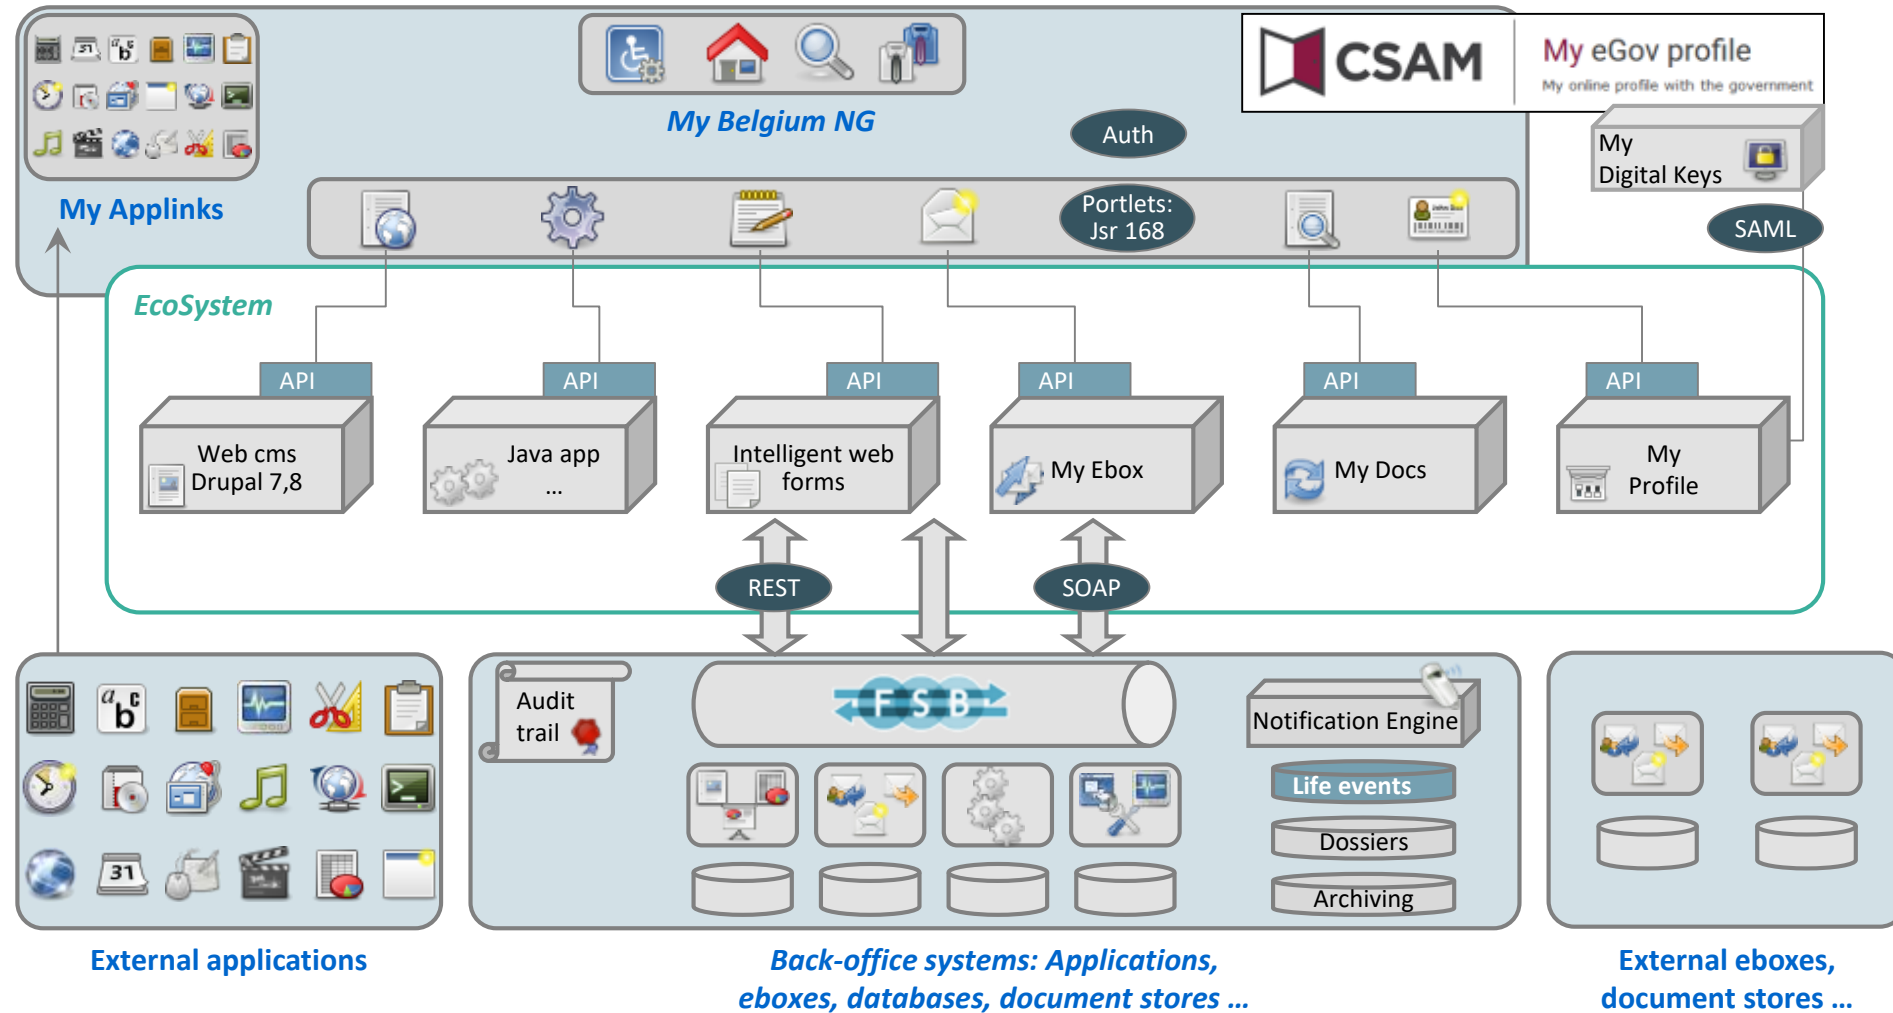 CSAM
My eGov profile
My online profile with the government
My Belgium NG
Auth
My
Digital Keys
My Applinks
Portlets:
Jsr 168
SAML
EcoSystem
API
API
API
API
API
API
Web cms
Drupal 7,8
Java app
...
Intelligent web
forms
My Ebox
My Docs
My
Profile
REST
SOAP
Audit
trail
FSB
Notification Engine
Life events
Dossiers
Archiving
a b c
31
a b c
31
External applications
Back-office systems: Applications,
eboxes, databases, document stores ...
External eboxes,
document stores ...